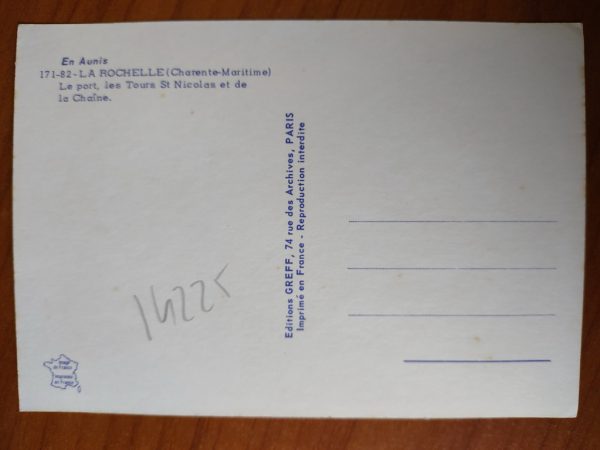 En Aunis
171-82-LA ROCHELLE (Charente-Maritime)
Le port, les Tours St Nicolas et de
la Chaîne.
Editions GREFF, 74 rue des Archives, PARIS
Imprimé en France - Reproduction interdite
14225